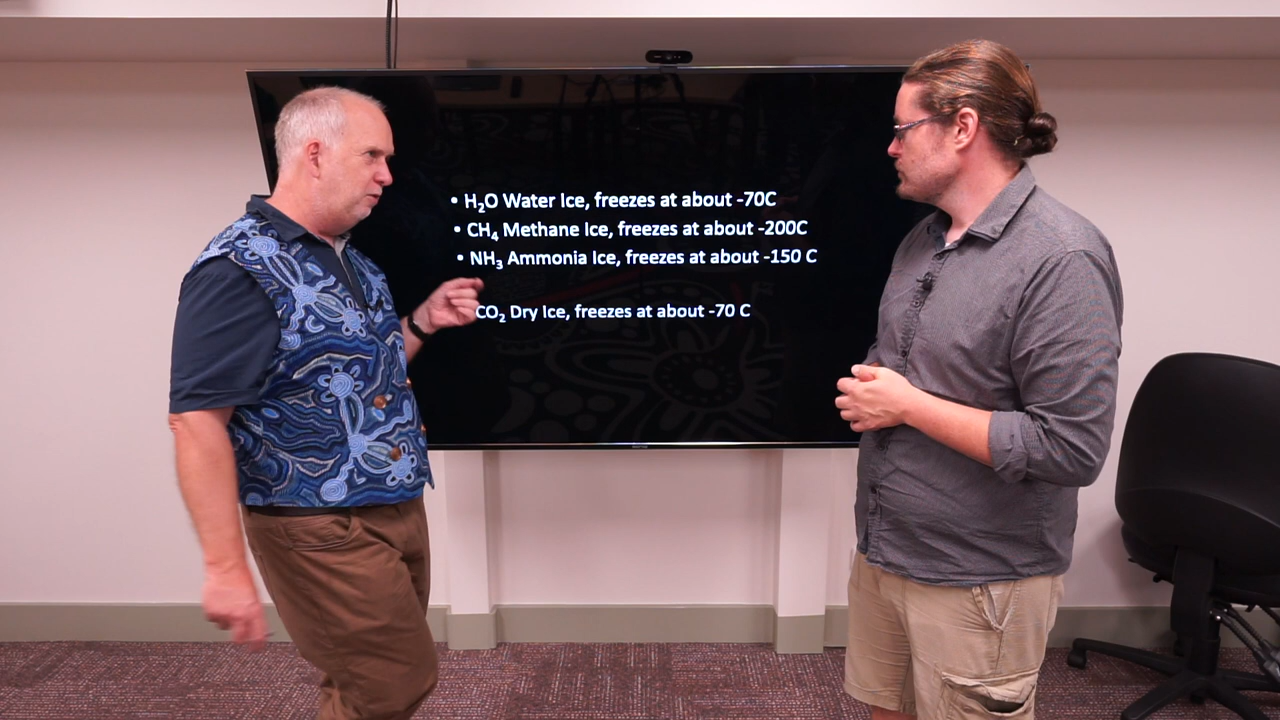 • H₂O Water Ice, freezes at about -70C
• CH₄ Methane Ice, freezes at about -200C
• NH₃ Ammonia Ice, freezes at about -150 C
CO₂ Dry Ice, freezes at about -70 C